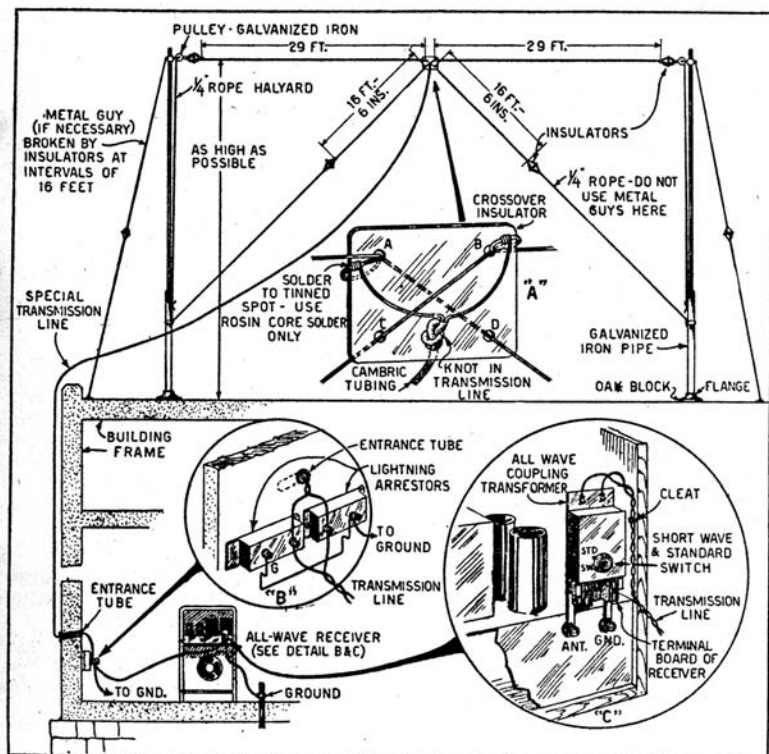 PULLEY-GALVANIZED IRON
29 FT.
29 FT.
1/4" ROPE HALYARD
16 FT.-
6 INS.
16 FT.-
6 INS.
METAL GUY
(IF NECESSARY)
BROKEN BY
INSULATORS AT
INTERVALS OF
16 FEET
AS HIGH AS
POSSIBLE
INSULATORS
1/4" ROPE-DO NOT
USE METAL
GUYS HERE
CROSSOVER
INSULATOR
A
B
"A"
SOLDER
TO TINNED
SPOT - USE
ROSIN CORE SOLDER
ONLY
C
D
SPECIAL
TRANSMISSION
LINE
CAMBRIC
TUBING
KNOT IN
TRANSMISSION
LINE
GALVANIZED
IRON PIPE
OAK BLOCK
FLANGE
BUILDING
FRAME
ENTRANCE TUBE
LIGHTNING
ARRESTORS
TO
GROUND
G
"B"
TRANSMISSION
LINE
ALL WAVE
COUPLING
TRANSFORMER
CLEAT
SHORT WAVE
& STANDARD
SWITCH
STD
SW
TRANSMISSION
LINE
ANT.
GND.
TERMINAL
BOARD OF
RECEIVER
"C"
ENTRANCE
TUBE
ALL-WAVE RECEIVER
(SEE DETAIL B&C)
TO GND.
GROUND